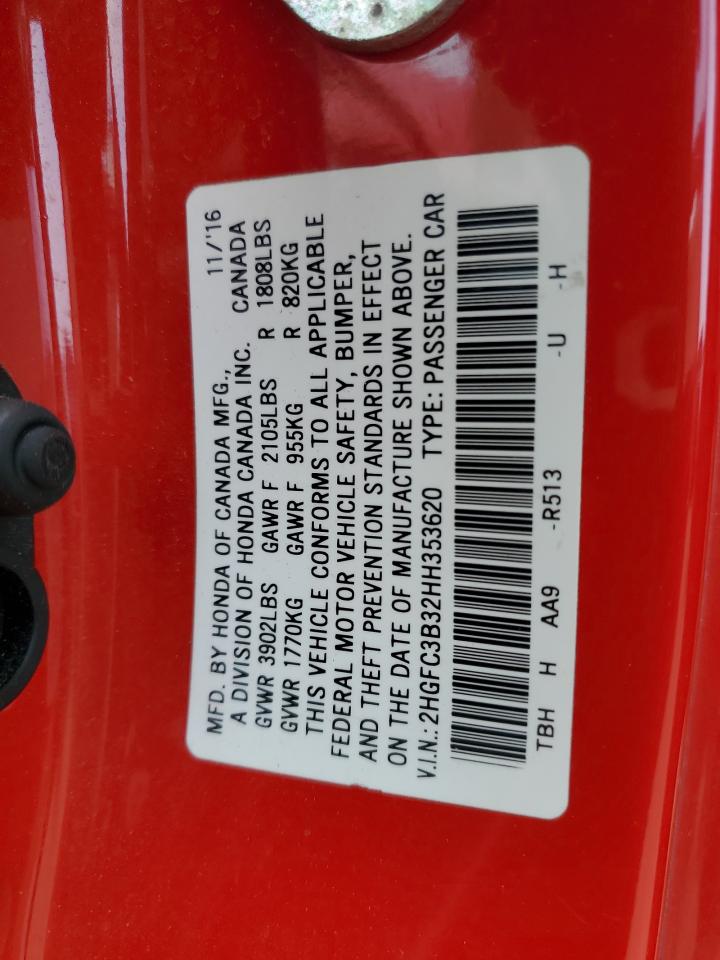 MFD. BY HONDA OF CANADA MFG., 11/'16
A DIVISION OF HONDA CANADA INC. CANADA
GVWR 3902LBS GAWR F 2105LBS R 1808LBS
GVWR 1770KG GAWR F 955KG R 820KG
THIS VEHICLE CONFORMS TO ALL APPLICABLE
FEDERAL MOTOR VEHICLE SAFETY, BUMPER,
AND THEFT PREVENTION STANDARDS IN EFFECT
ON THE DATE OF MANUFACTURE SHOWN ABOVE.
V.I.N.: 2HGFC3B32HH353620 TYPE: PASSENGER CAR
TBH H AA9 -R513 -U -H